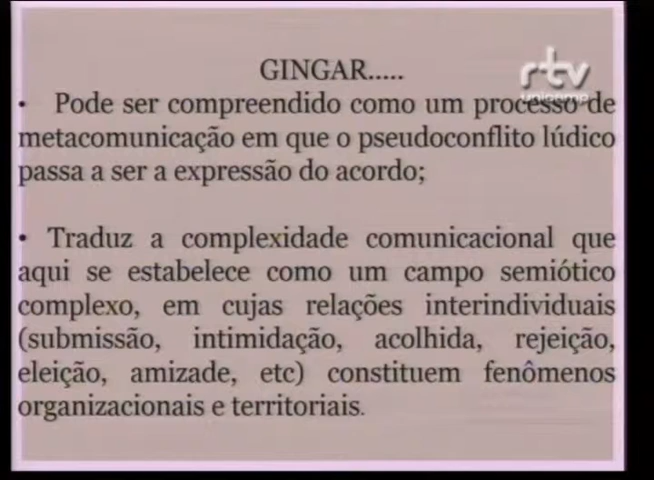 GINGAR.....
rtv
unicamp
• Pode ser compreendido como um processo de
metacomunicação em que o pseudoconflito lúdico
passa a ser a expressão do acordo;
• Traduz a complexidade comunicacional que
aqui se estabelece como um campo semiótico
complexo, em cujas relações interindividuais
(submissão, intimidação, acolhida, rejeição,
eleição, amizade, etc) constituem fenômenos
organizacionais e territoriais.